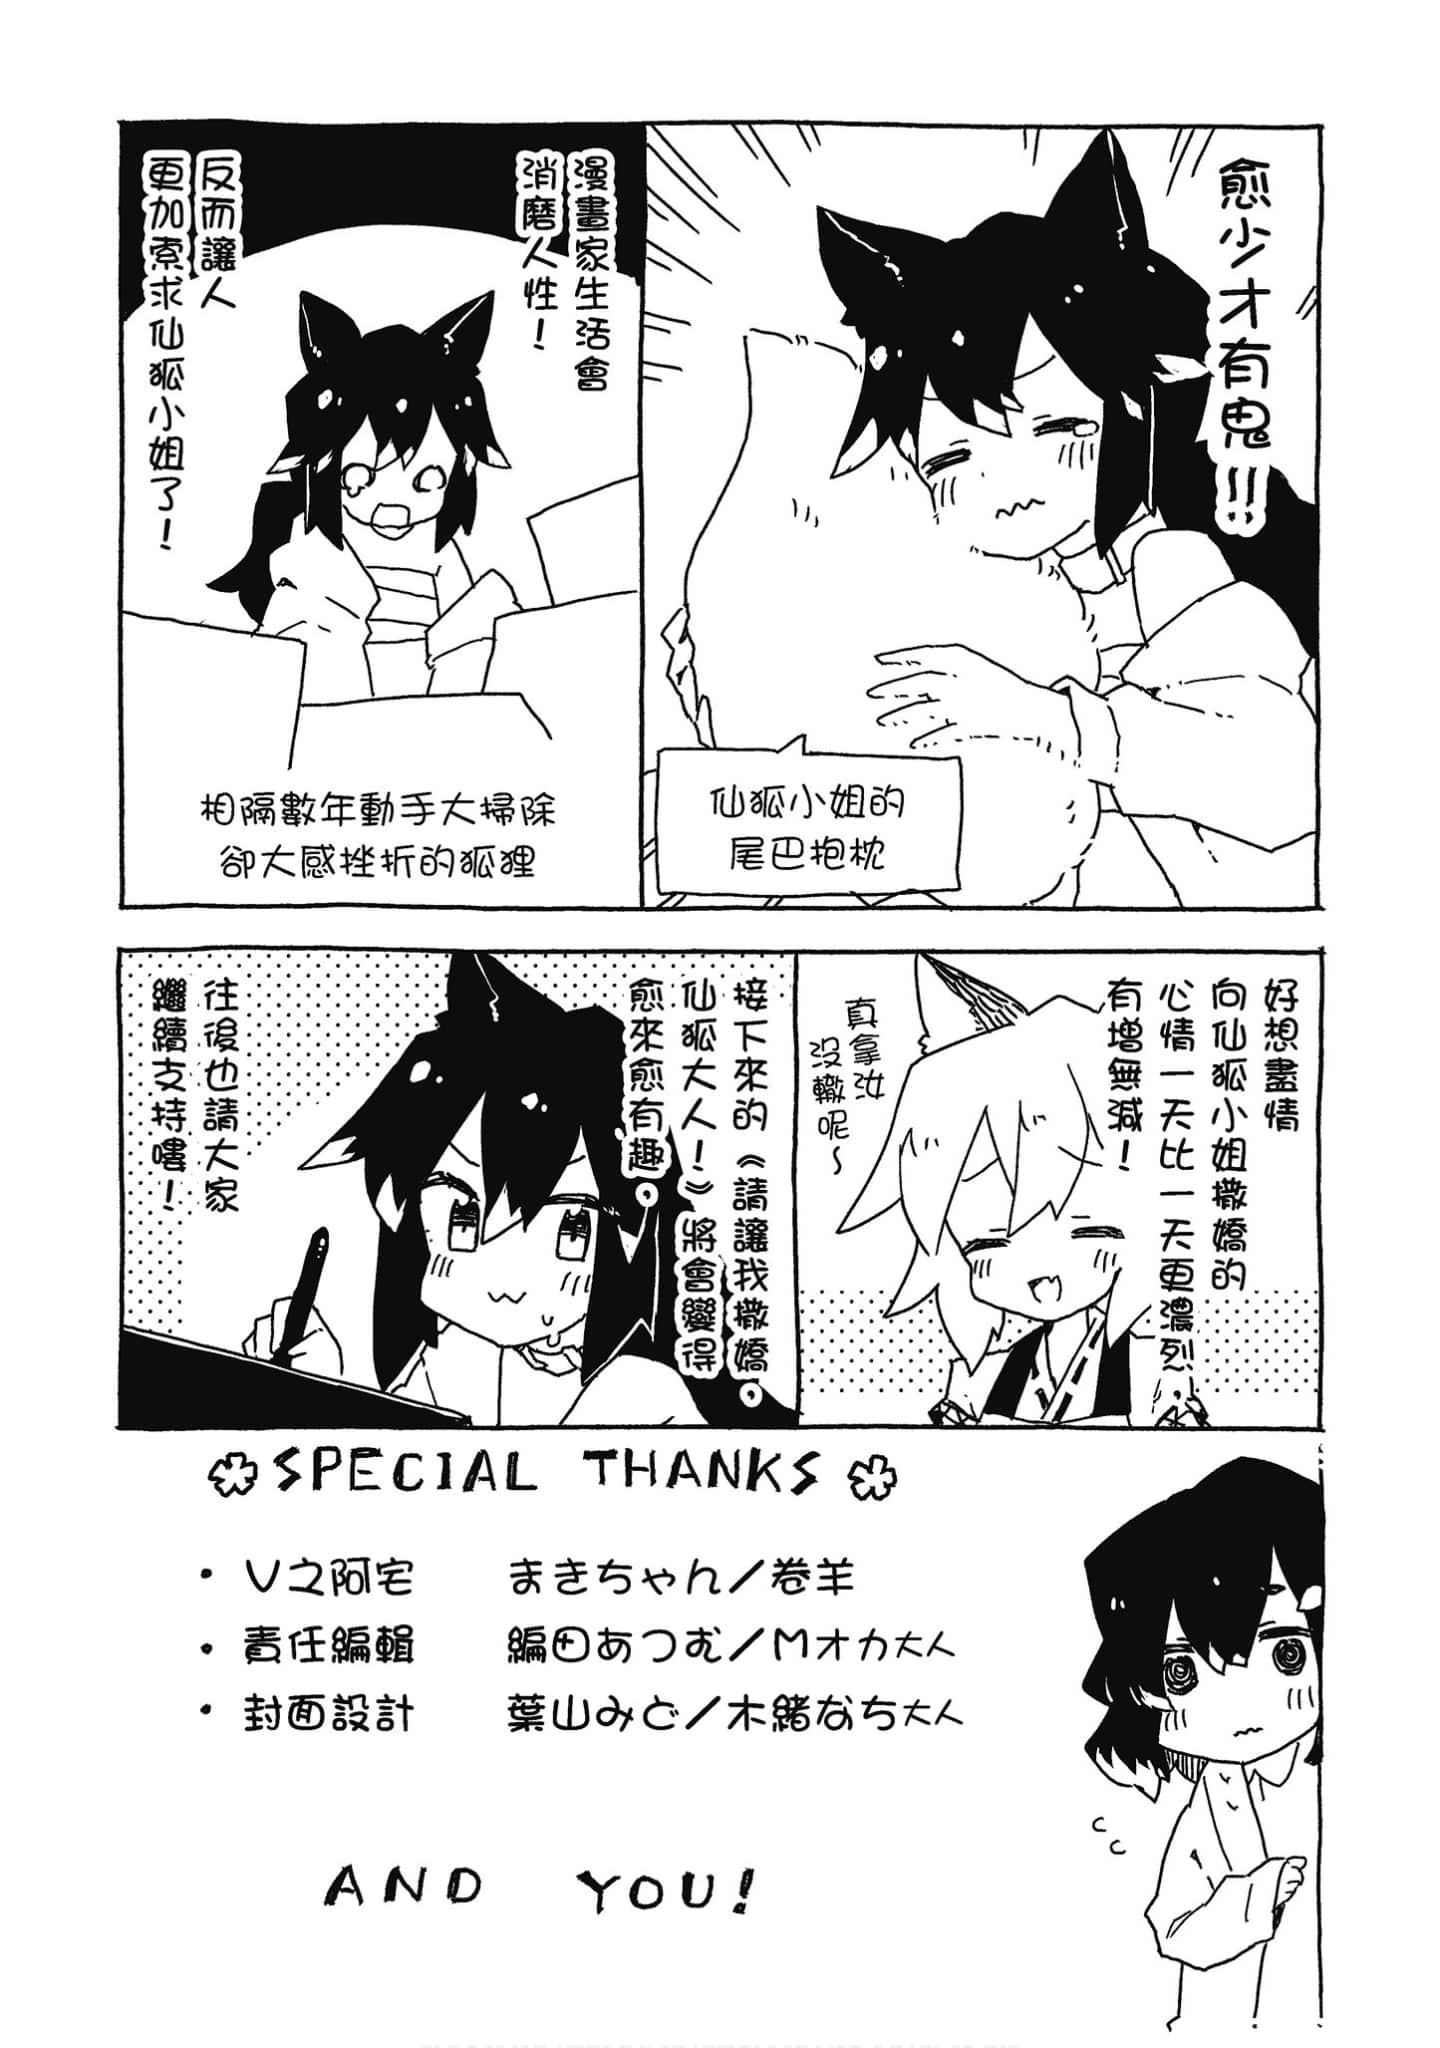 愈少才有鬼!!!
仙狐小姐的
尾巴抱枕
漫畫家生活會
消磨人性！
反而讓人
更加索求仙狐小姐了！
相隔數年動手大掃除
卻大感挫折的狐狸
好想盡情
向仙狐小姐撒嬌的
心情一天比一天更濃烈，
有增無減！
真拿汝
沒轍呢～
接下來的《請讓我撒嬌。
仙狐大人！》將會變得
愈來愈有趣。
往後也請大家
繼續支持嘍！
SPECIAL THANKS
・V之阿宅 まきちゃん／卷羊
・責任編輯 編田あつむ／Mオカ大人
・封面設計 葉山みど／木緒なち大人
AND YOU!